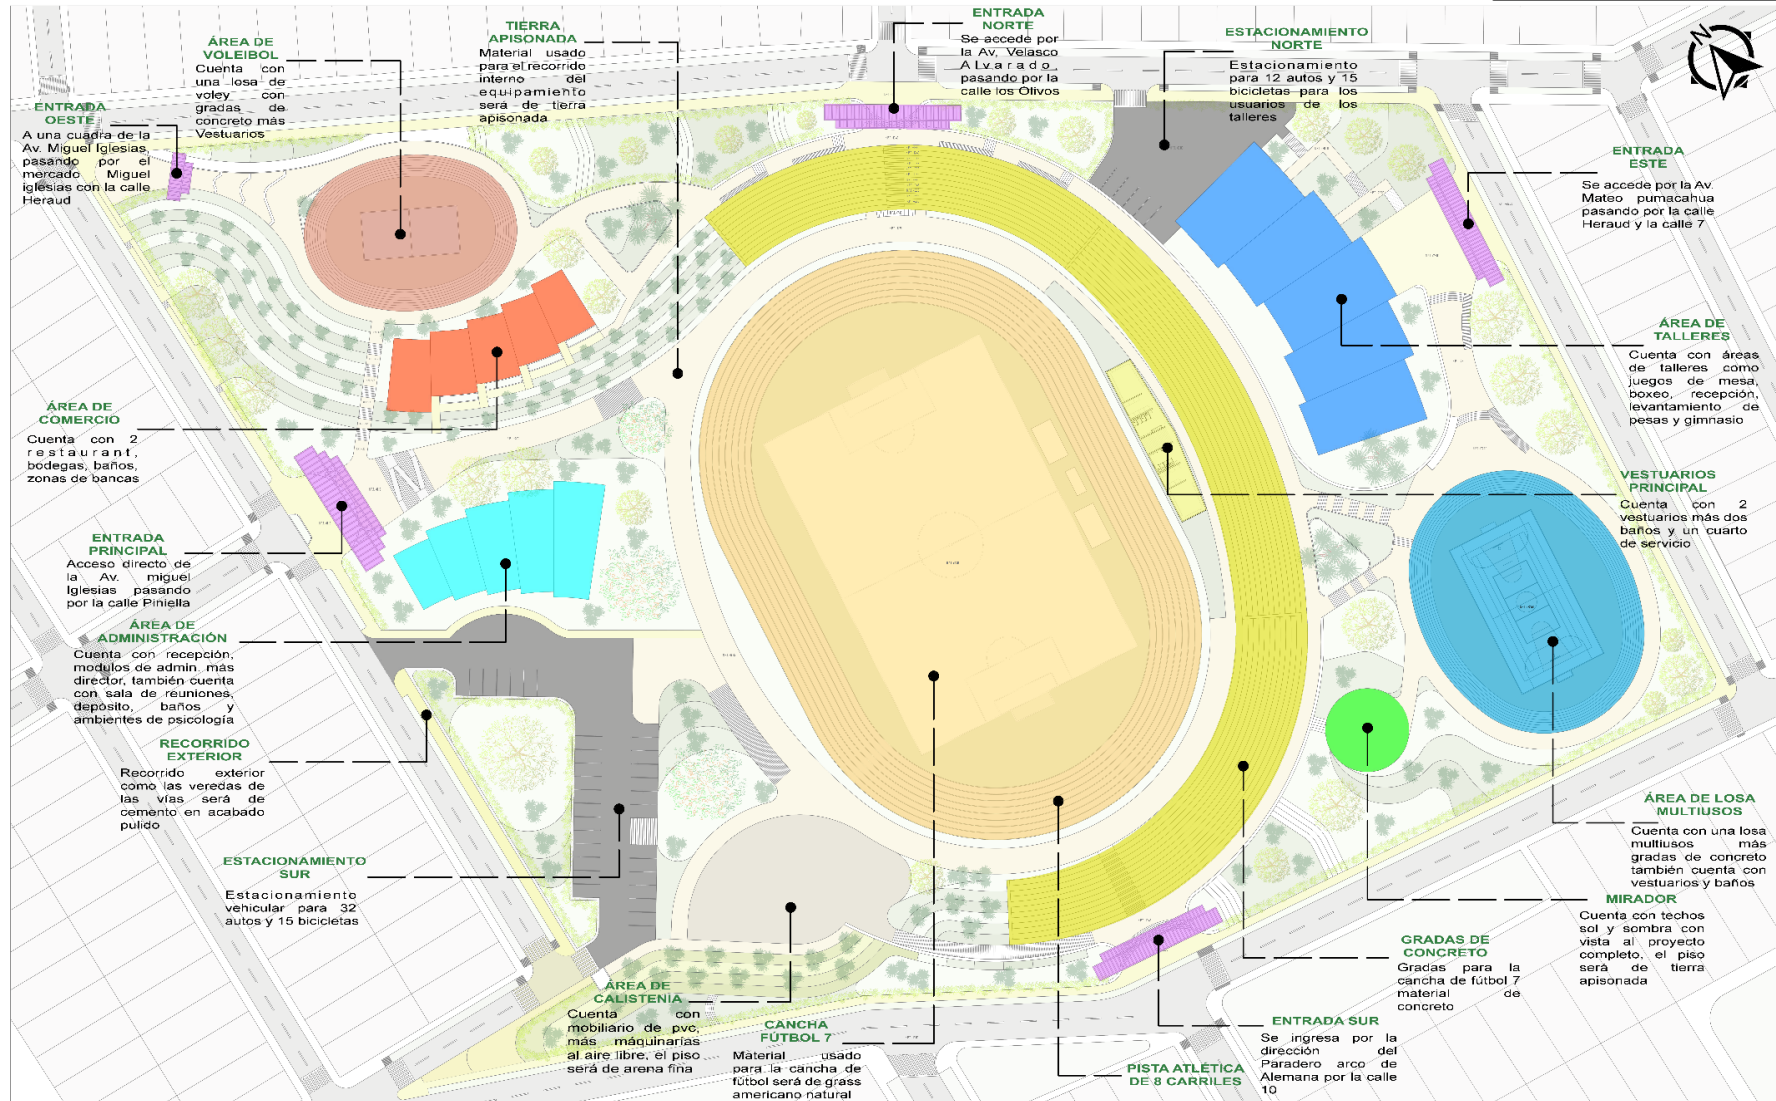 ENTRADA
OESTE
A una cuadra de la
Av. Miguel Iglesias,
pasando por el
mercado Miguel
iglesias con la calle
Heraud
ÁREA DE
VOLEIBOL
Cuenta con
una losa de
voley con
gradas de
concreto más
Vestuarios
TIERRA
APISONADA
Material usado
para el recorrido
interno del
equipamiento
será de tierra
apisonada
ENTRADA
NORTE
Se accede por
la Av, Velasco
Alvarado
pasando por la
calle los Olivos
ESTACIONAMIENTO
NORTE
Estacionamiento
para 12 autos y 15
bicicletas para los
usuarios de los
talleres
N
ENTRADA
ESTE
Se accede por la Av.
Mateo pumacahua
pasando por la calle
Heraud y la calle 7
ÁREA DE
TALLERES
Cuenta con áreas
de talleres como
juegos de mesa,
boxeo, recepción,
levantamiento de
pesas y gimnasio
VESTUARIOS
PRINCIPAL
Cuenta con 2
vestuarios más dos
baños y un cuarto
de servicio
ÁREA DE
COMERCIO
Cuenta con 2
restaurant,
bodegas, baños,
zonas de bancas
ENTRADA
PRINCIPAL
Acceso directo de
la Av. miguel
Iglesias pasando
por la calle Piniella
ÁREA DE
ADMINISTRACIÓN
Cuenta con recepción,
modulos de admin. más
director, también cuenta
con sala de reuniones,
depósito, baños y
ambientes de psicología
RECORRIDO
EXTERIOR
Recorrido exterior
como las veredas de
las vías será de
cemento en acabado
pulido
ESTACIONAMIENTO
SUR
Estacionamiento
vehicular para 32
autos y 15 bicicletas
ÁREA DE
CALISTENIA
Cuenta con
mobiliario de pvc,
más máquinarias
al aire libre, el piso
será de arena fina
CANCHA
FÚTBOL 7
Material usado
para la cancha de
fútbol será de grass
americano natural
PISTA ATLÉTICA
DE 8 CARRILES
ENTRADA SUR
Se ingresa por la
dirección del
Paradero arco de
Alemana por la calle
10
GRADAS DE
CONCRETO
Gradas para la
cancha de fútbol 7
material de
concreto
MIRADOR
Cuenta con techos
sol y sombra con
vista al proyecto
completo, el piso
será de tierra
apisonada
ÁREA DE LOSA
MULTIUSOS
Cuenta con una losa
multiusos más
gradas de concreto
también cuenta con
vestuarios y baños